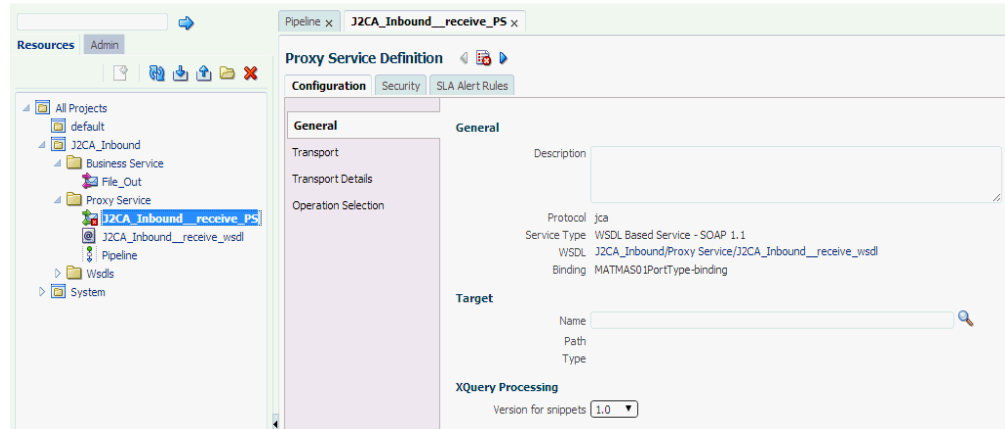 Pipeline x J2CA_Inbound__receive_PS x
Resources Admin
All Projects
default
J2CA_Inbound
Business Service
File_Out
Proxy Service
J2CA_Inbound__receive_PS
J2CA_Inbound__receive_wsdl
Pipeline
Wsdls
System
Proxy Service Definition
Configuration Security SLA Alert Rules
General
Transport
Transport Details
Operation Selection
General
Description
Protocol jca
Service Type WSDL Based Service - SOAP 1.1
WSDL J2CA_Inbound/Proxy Service/J2CA_Inbound__receive_wsdl
Binding MATMAS01PortType-binding
Target
Name
Path
Type
XQuery Processing
Version for snippets 1.0